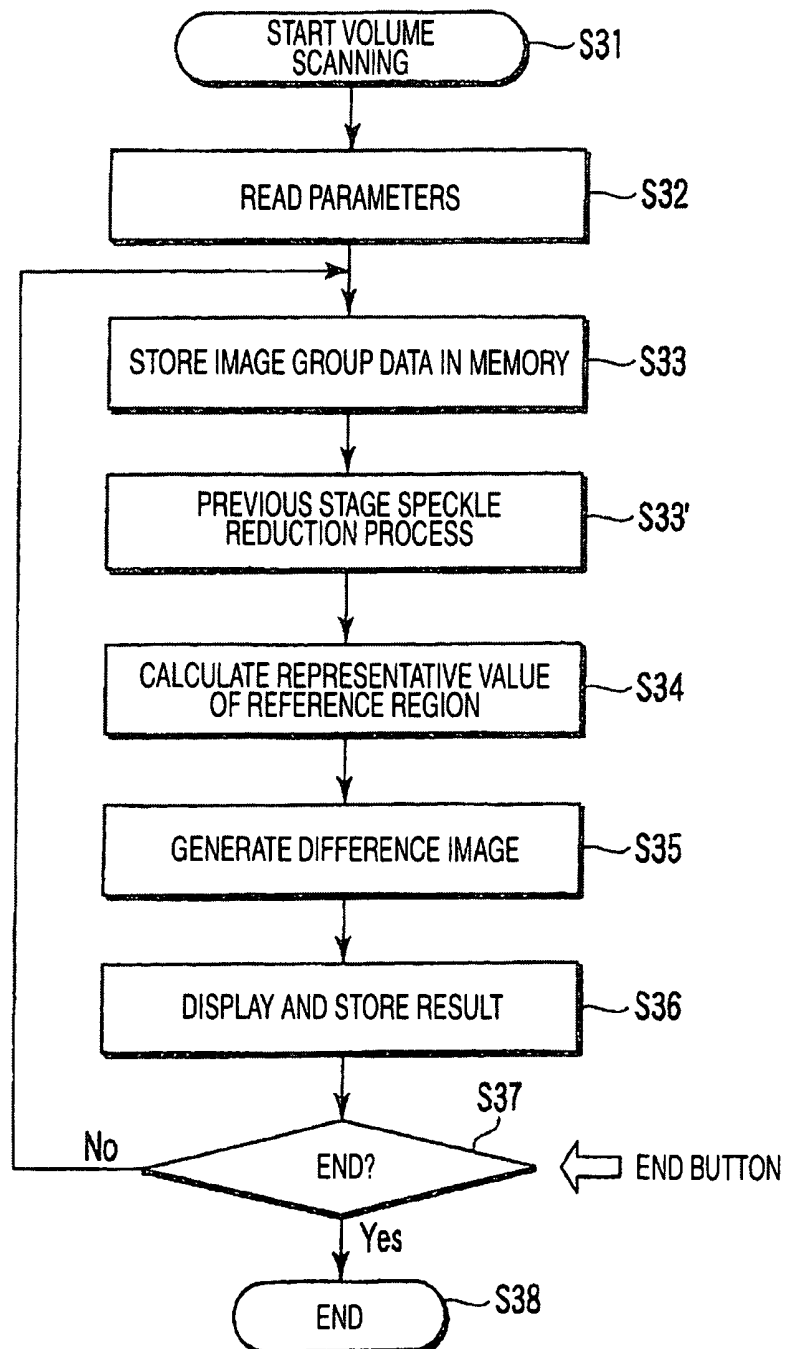 START VOLUME
SCANNING
S31
READ PARAMETERS
S32
STORE IMAGE GROUP DATA IN MEMORY
S33
PREVIOUS STAGE SPECKLE
REDUCTION PROCESS
S33'
CALCULATE REPRESENTATIVE VALUE
OF REFERENCE REGION
S34
GENERATE DIFFERENCE IMAGE
S35
DISPLAY AND STORE RESULT
S36
S37
No
END?
END BUTTON
Yes
END
S38